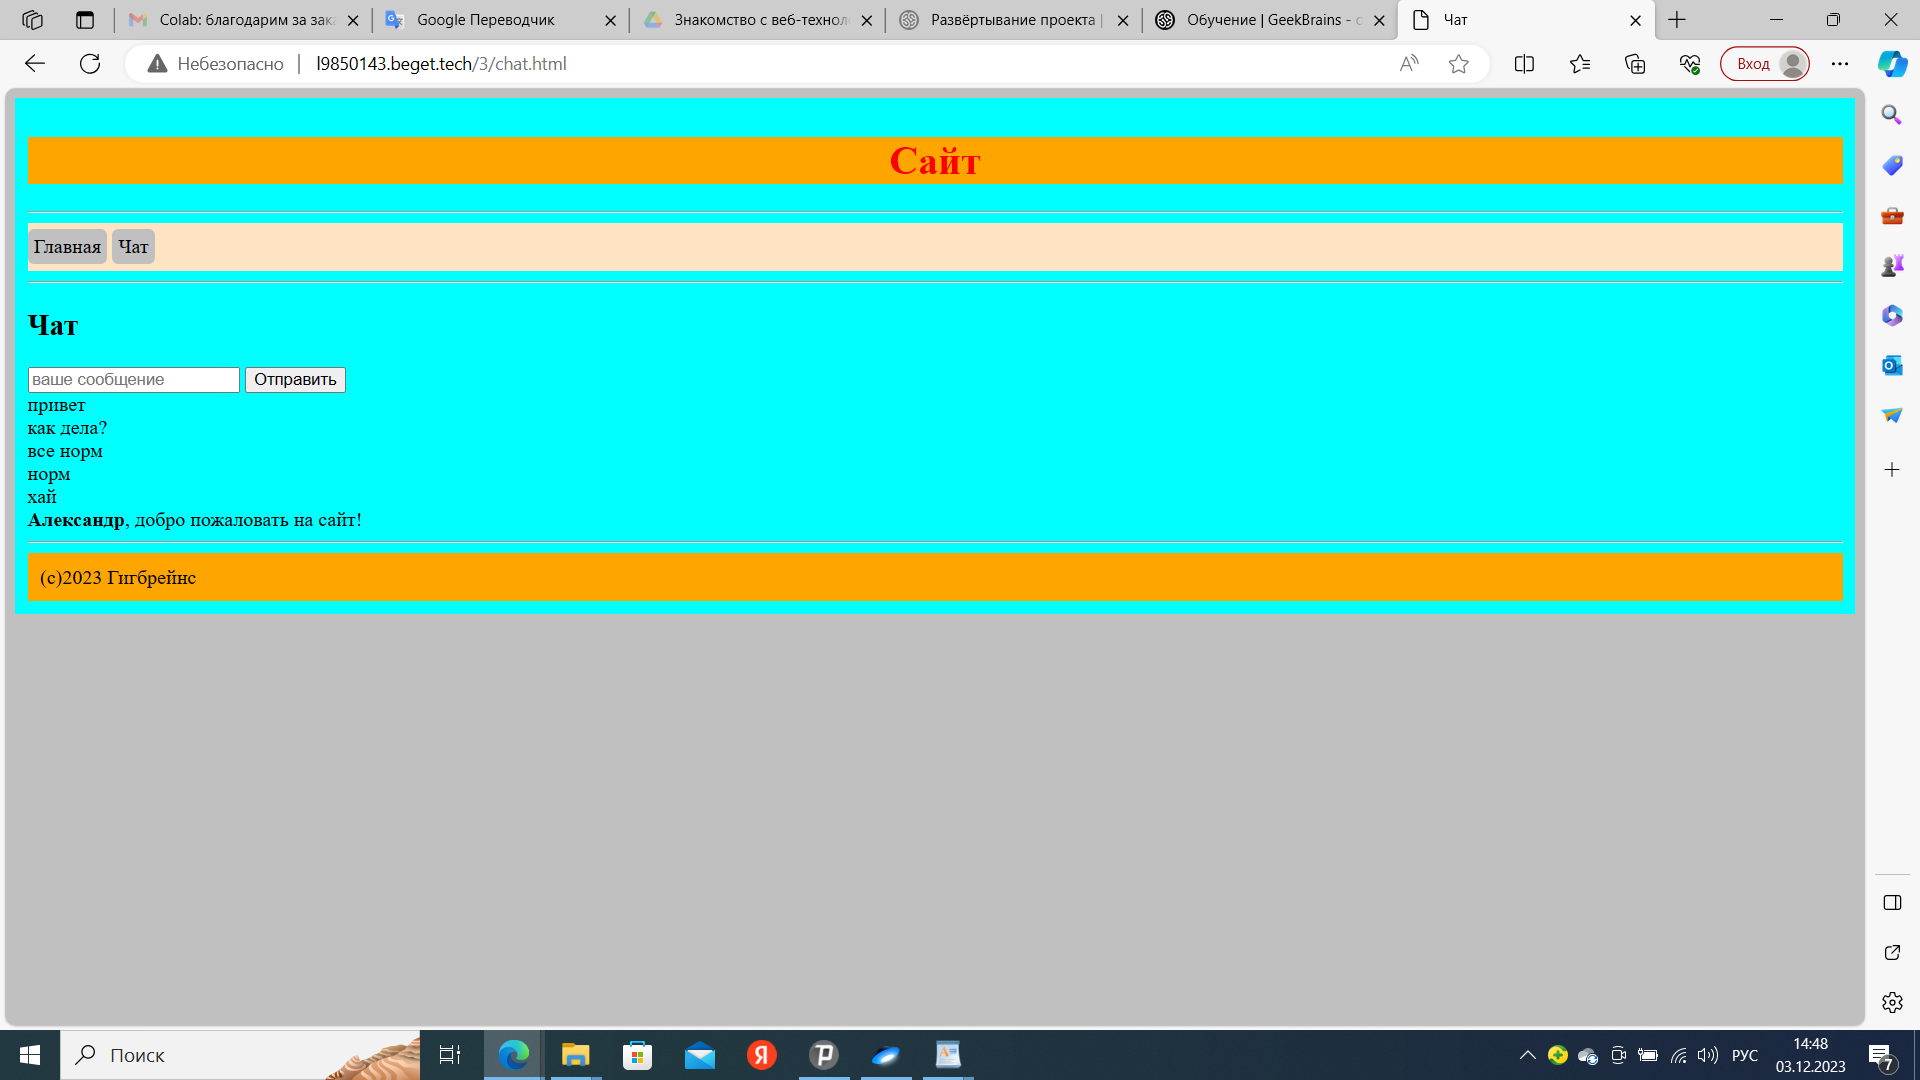 Colab: благодарим за зака
Google Переводчик
Знакомство с веб-технол
Развёртывание проекта |
Обучение | GeekBrains - о
Чат
Небезопасно
l9850143.beget.tech/3/chat.html
Вход
Сайт
Главная Чат
Чат
ваше сообщение Отправить
привет
как дела?
все норм
норм
хай
Александр, добро пожаловать на сайт!
(с)2023 Гигбрейнс
Поиск
РУС
14:48
03.12.2023
7